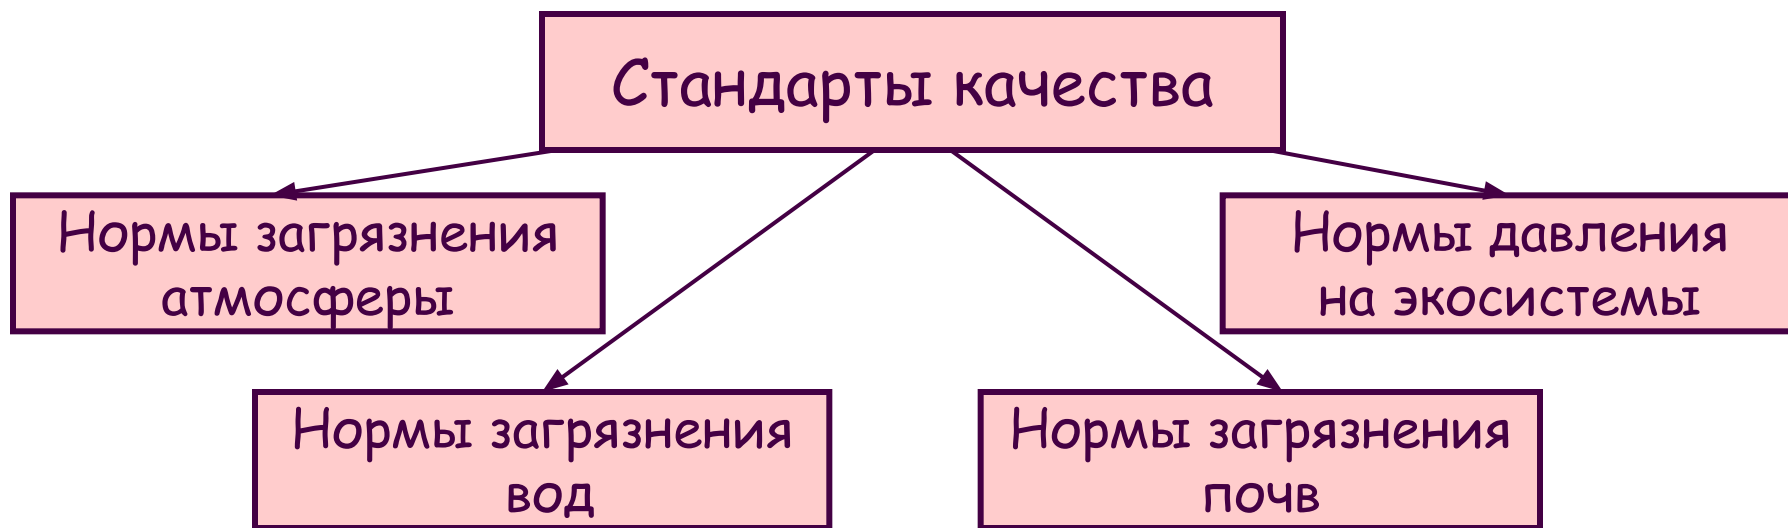 Стандарты качества
Нормы загрязнения
атмосферы
Нормы давления
на экосистемы
Нормы загрязнения
вод
Нормы загрязнения
почв